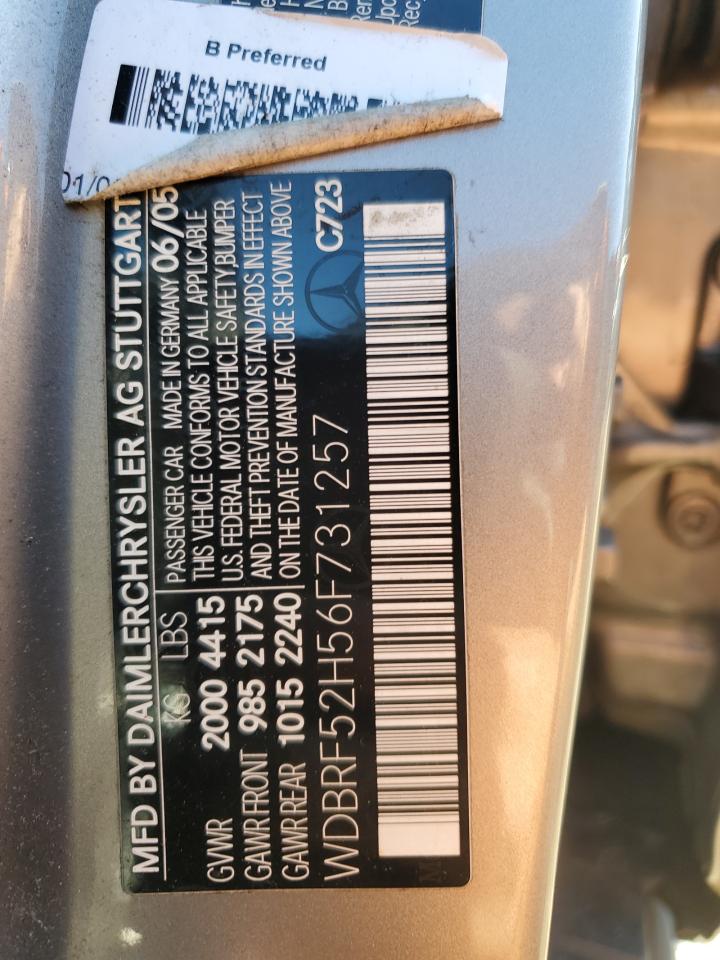 B Preferred
MFD BY DAIMLERCHRYSLER AG STUTTGART
KG LBS
GVWR 2000 4415
GAWR FRONT 985 2175
GAWR REAR 1015 2240
PASSENGER CAR MADE IN GERMANY 06/05
THIS VEHICLE CONFORMS TO ALL APPLICABLE
U.S. FEDERAL MOTOR VEHICLE SAFETY,BUMPER
AND THEFT PREVENTION STANDARDS IN EFFECT
ON THE DATE OF MANUFACTURE SHOWN ABOVE
WDBRF52H56F731257
C723